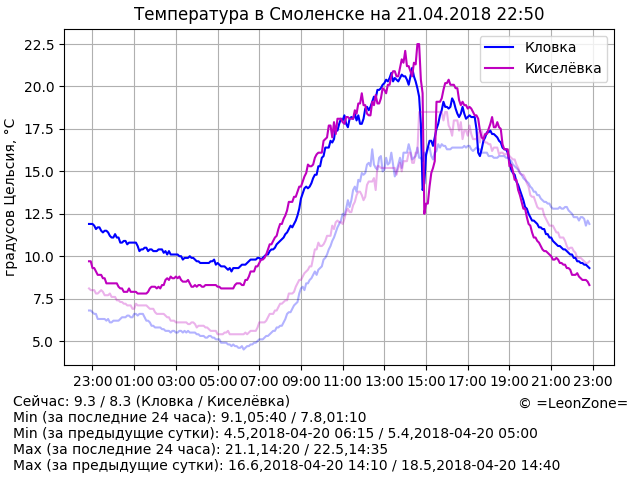 Температура в Смоленске на 21.04.2018 22:50
градусов Цельсия, °C
22.5
20.0
17.5
15.0
12.5
10.0
7.5
5.0
Кловка
Киселёвка
23:00 01:00 03:00 05:00 07:00 09:00 11:00 13:00 15:00 17:00 19:00 21:00 23:00
Сейчас: 9.3 / 8.3 (Кловка / Киселёвка)
© =LeonZone=
Min (за последние 24 часа): 9.1,05:40 / 7.8,01:10
Min (за предыдущие сутки): 4.5,2018-04-20 06:15 / 5.4,2018-04-20 05:00
Max (за последние 24 часа): 21.1,14:20 / 22.5,14:35
Max (за предыдущие сутки): 16.6,2018-04-20 14:10 / 18.5,2018-04-20 14:40